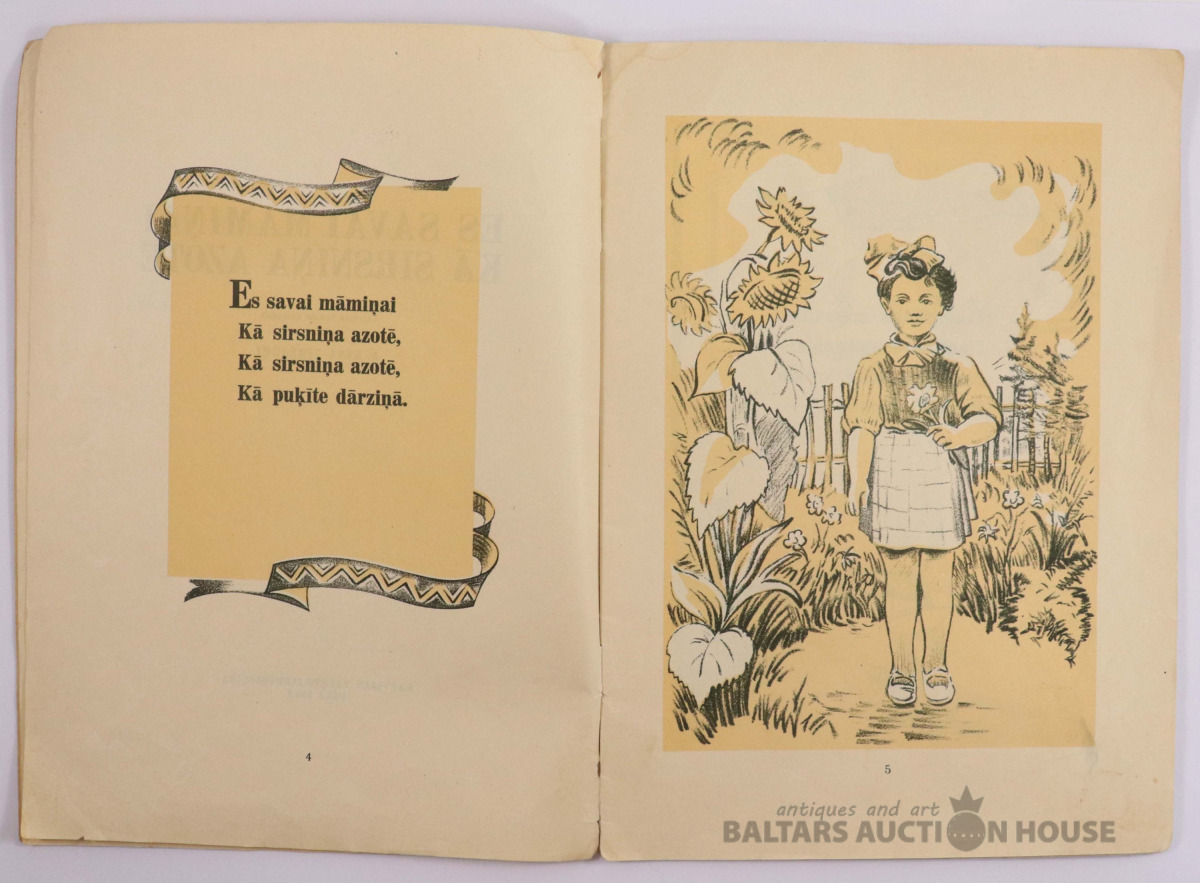 Es savai māmiņai
Kā sirsniņa azotē,
Kā sirsniņa azotē,
Kā puķīte dārziņā.
4
5
antiques and art
BALTARS AUCTION HOUSE